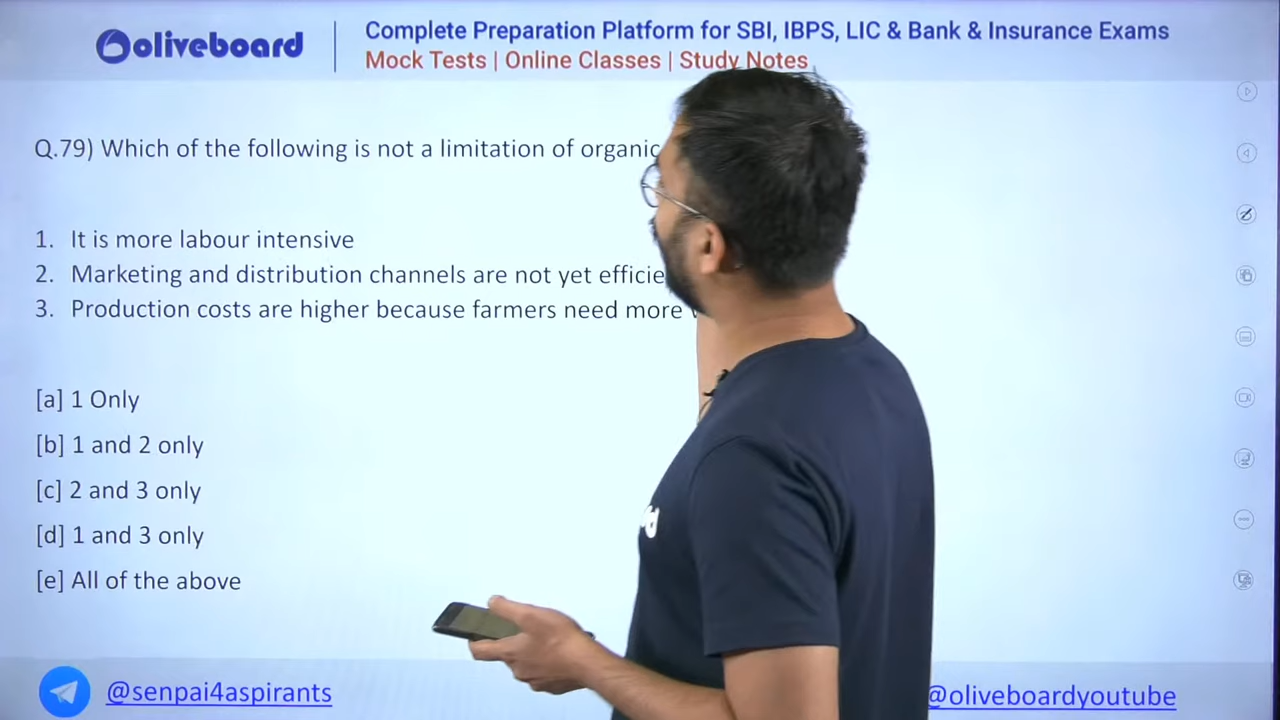 oliveboard
Complete Preparation Platform for SBI, IBPS, LIC & Bank & Insurance Exams
Mock Tests | Online Classes | Study Notes
Q.79) Which of the following is not a limitation of organic
1. It is more labour intensive
2. Marketing and distribution channels are not yet
3. Production costs are higher because farmers need more
[a] 1 Only
[b] 1 and 2 only
[c] 2 and 3 only
[d] 1 and 3 only
[e] All of the above
@senpai4aspirants
@oliveboardyoutube